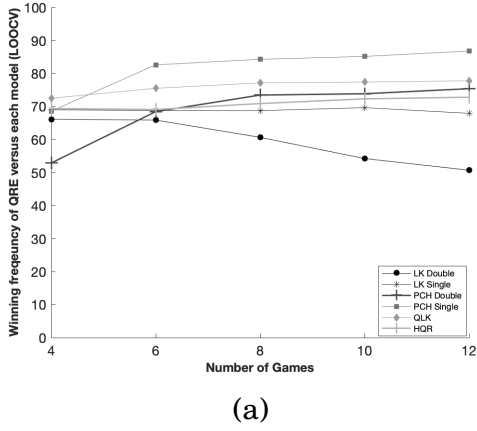 100
90
80
70
60
50
40
30
20
10
0
Winning freqeuncy of QRE versus each model (LOOCV)
4 6 8 10 12
Number of Games
LK Double
LK Single
PCH Double
PCH Single
QLK
HQR
(a)